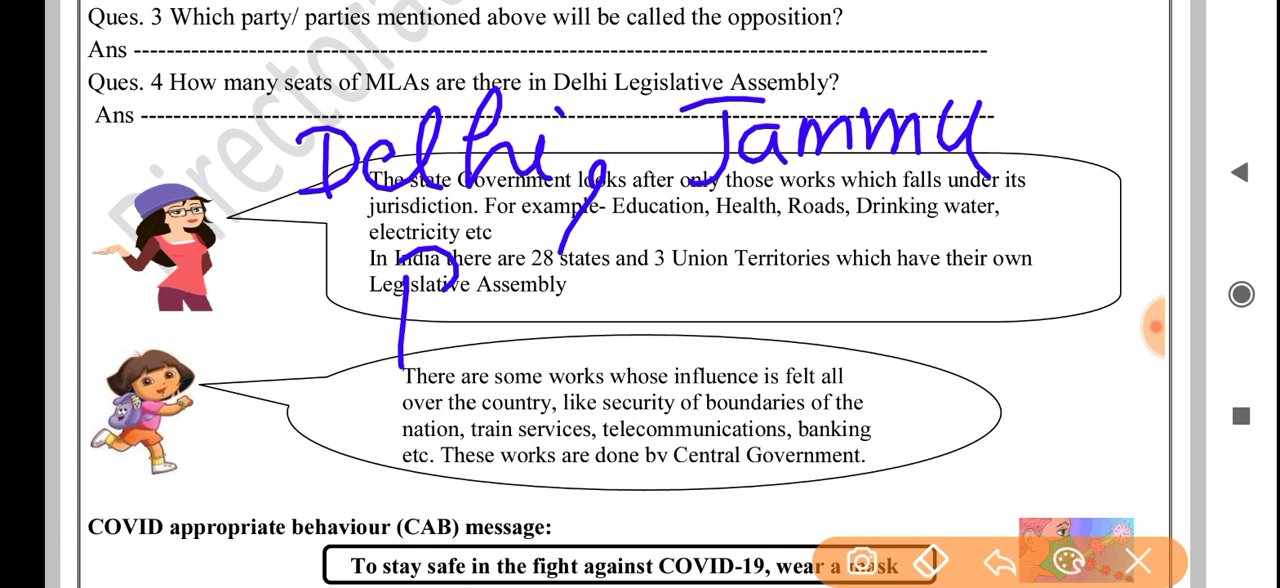 Ques. 3 Which party/ parties mentioned above will be called the opposition?
Ans ------------------------------------------------------------------------------------------------------
Ques. 4 How many seats of MLAs are there in Delhi Legislative Assembly?
Ans ------------------------------------------------------------------------------------------------------
Delhi, Jammu
The state Government looks after only those works which falls under its
jurisdiction. For example- Education, Health, Roads, Drinking water,
electricity etc
In India there are 28 states and 3 Union Territories which have their own
Legislative Assembly
P
There are some works whose influence is felt all
over the country, like security of boundaries of the
nation, train services, telecommunications, banking
etc. These works are done by Central Government.
COVID appropriate behaviour (CAB) message:
To stay safe in the fight against COVID-19, wear a mask